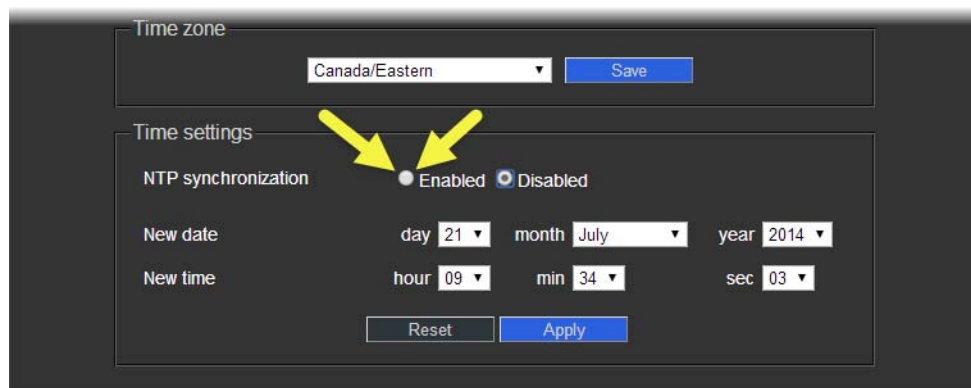 Time zone
Canada/Eastern Save
Time settings
NTP synchronization Enabled Disabled
New date day 21 month July year 2014
New time hour 09 min 34 sec 03
Reset Apply